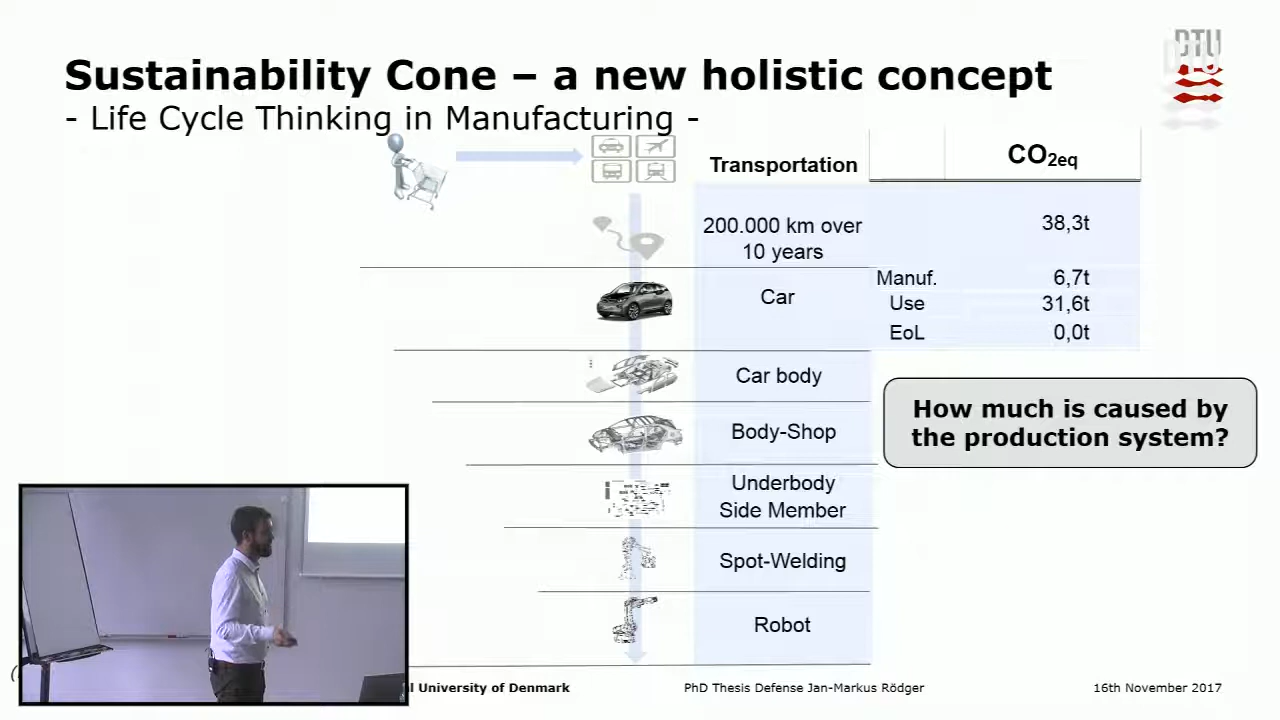 Sustainability Cone – a new holistic concept
- Life Cycle Thinking in Manufacturing -
DTU
Transportation
CO2eq
200.000 km over
10 years
38,3t
Car
Manuf.
6,7t
Use
31,6t
EoL
0,0t
Car body
How much is caused by
the production system?
Body-Shop
Underbody
Side Member
Spot-Welding
Robot
University of Denmark
PhD Thesis Defense Jan-Markus Rödger
16th November 2017